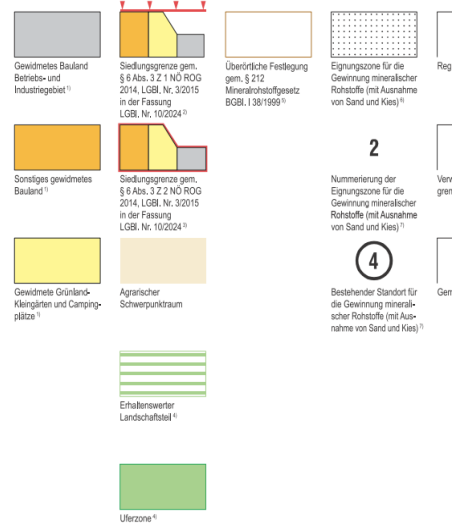 Gewidmetes Bauland
Betriebs- und
Industriegebiet 1)
Siedlungsgrenze gem.
§ 6 Abs. 3 Z 1 NÖ ROG
2014, LGBl. Nr. 3/2015
in der Fassung
LGBl. Nr. 10/2024 2)
Überörtliche Festlegung
gem. § 212
Mineralrohstoffgesetz
BGBl. I 38/1999 5)
Eignungszone für die
Gewinnung mineralischer
Rohstoffe (mit Ausnahme
von Sand und Kies) 6)
Reg
Sonstiges gewidmetes
Bauland 1)
Siedlungsgrenze gem.
§ 6 Abs. 3 Z 2 NÖ ROG
2014, LGBl. Nr. 3/2015
in der Fassung
LGBl. Nr. 10/2024 3)
2
Nummerierung der
Eignungszone für die
Gewinnung mineralischer
Rohstoffe (mit Ausnahme
von Sand und Kies) 7)
Verw
gren
Gewidmete Grünland-
Kleingärten und Camping-
plätze 1)
Agrarischer
Schwerpunktraum
4
Bestehender Standort für
die Gewinnung minerali-
scher Rohstoffe (mit Aus-
nahme von Sand und Kies) 7)
Gem
Erhaltenswerter
Landschaftsteil 4)
Uferzone 4)